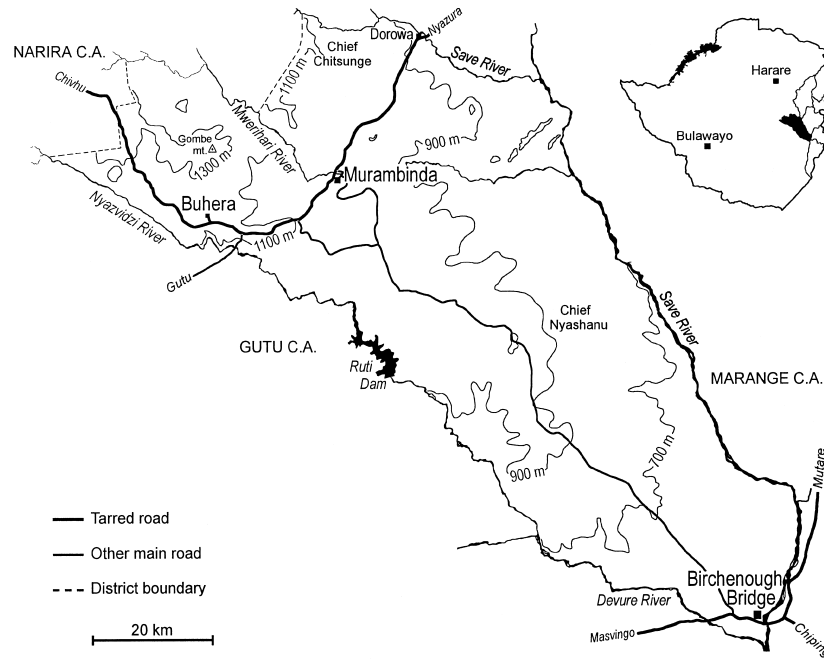 Dorowa
Nyazura
NARIRA C.A.
Chief
Chitsunge
Save River
Chivhu
1100 m
Harare
Mwerihari River
Gombe
mt.
1300 m
900 m
Bulawayo
Murambinda
Buhera
Nyazvidzi River
1100 m
Gutu
Chief
Nyashanu
Save River
GUTU C.A.
Ruti
Dam
MARANGE C.A.
700 m
900 m
Mutare
Tarred road
Other main road
District boundary
Birchenough
Bridge
Devure River
20 km
Masvingo
Chiping